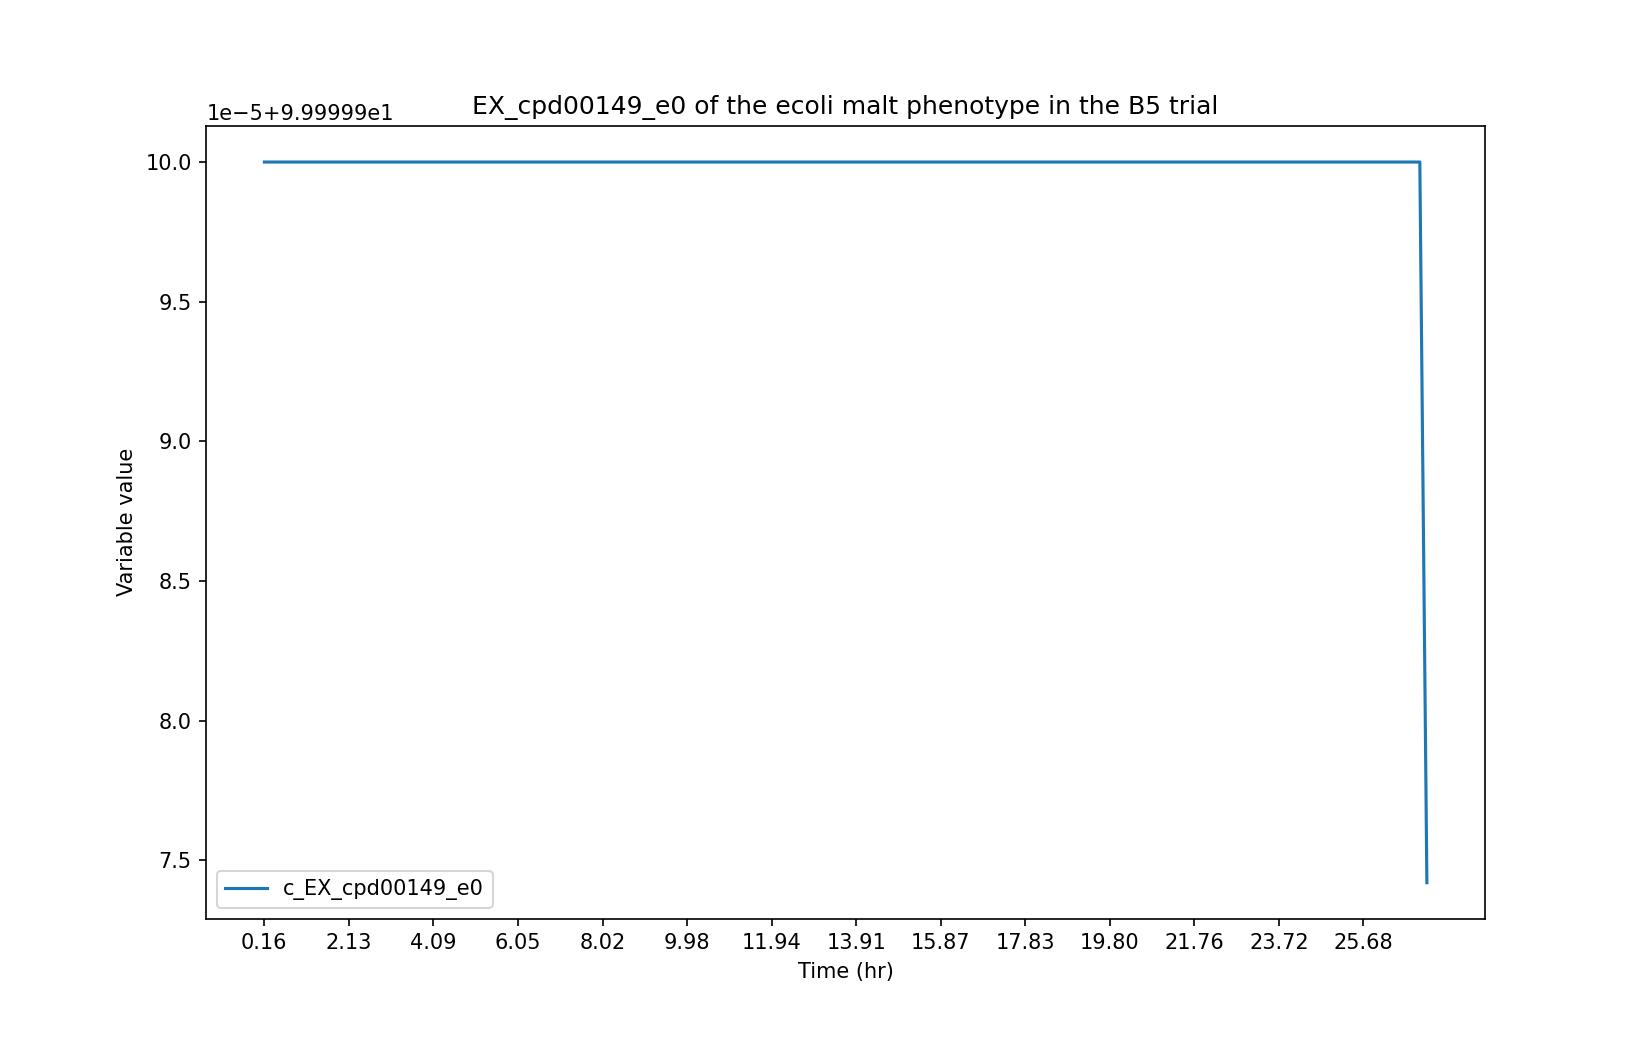 EX_cpd00149_e0 of the ecoli malt phenotype in the B5 trial
1e−5+9.99999e1
10.0
9.5
9.0
8.5
8.0
7.5
Variable value
c_EX_cpd00149_e0
0.16 2.13 4.09 6.05 8.02 9.98 11.94 13.91 15.87 17.83 19.80 21.76 23.72 25.68
Time (hr)